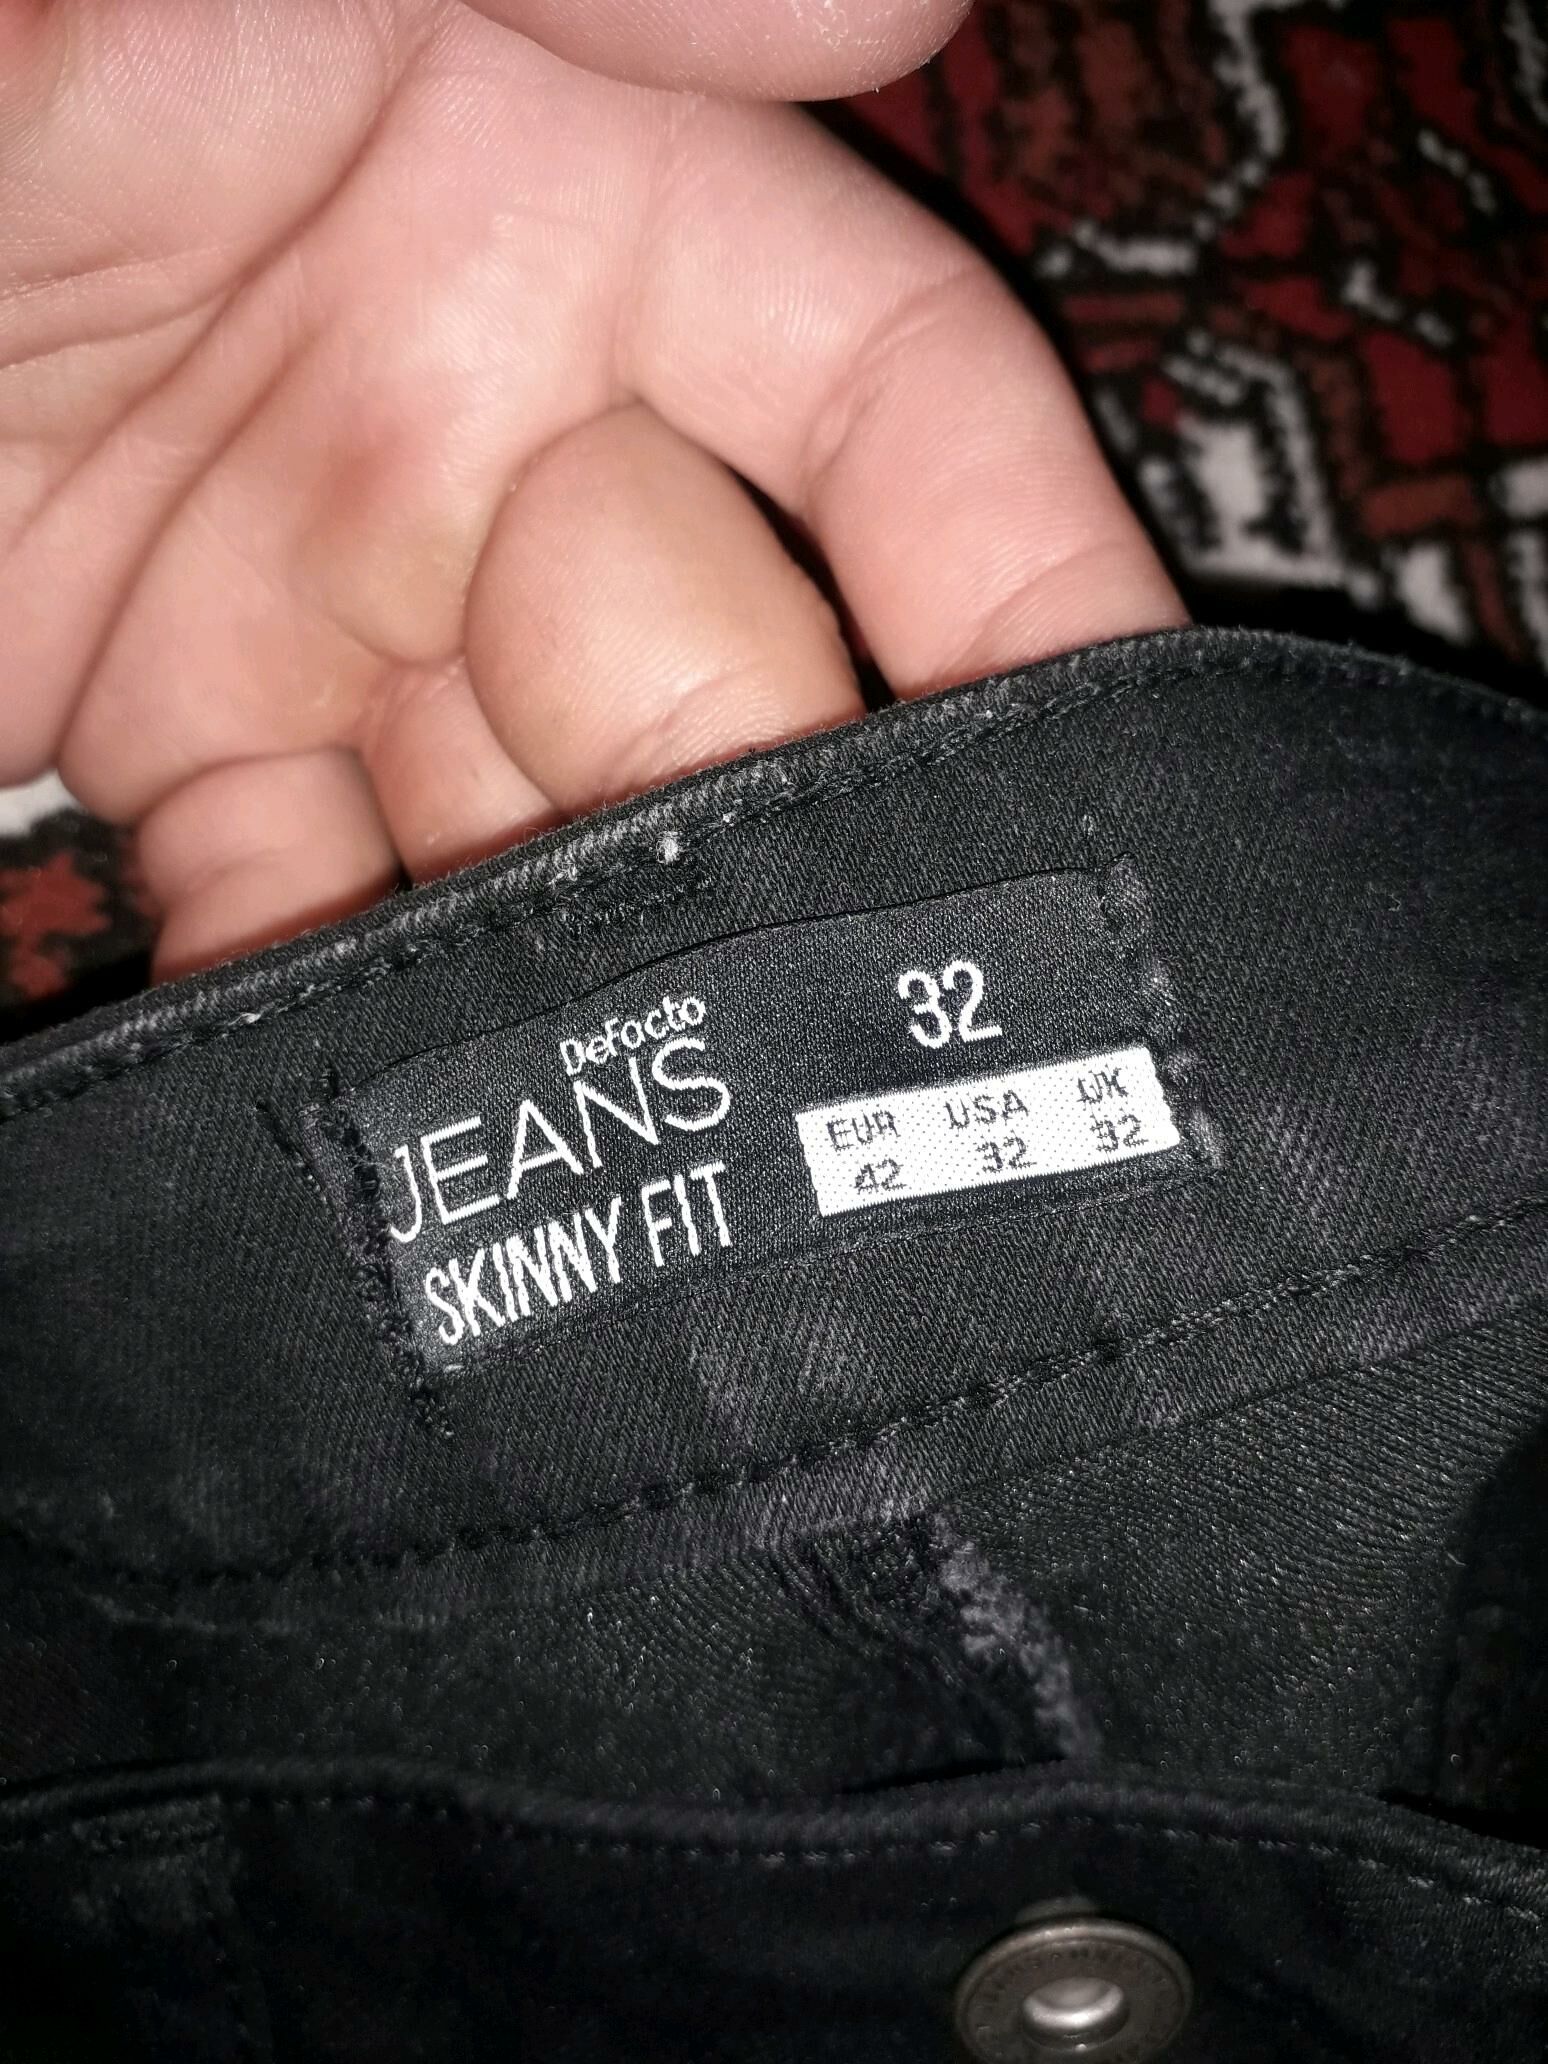 DeFacto
JEANS
SKINNY FIT
32
EUR USA UK
42 32 32